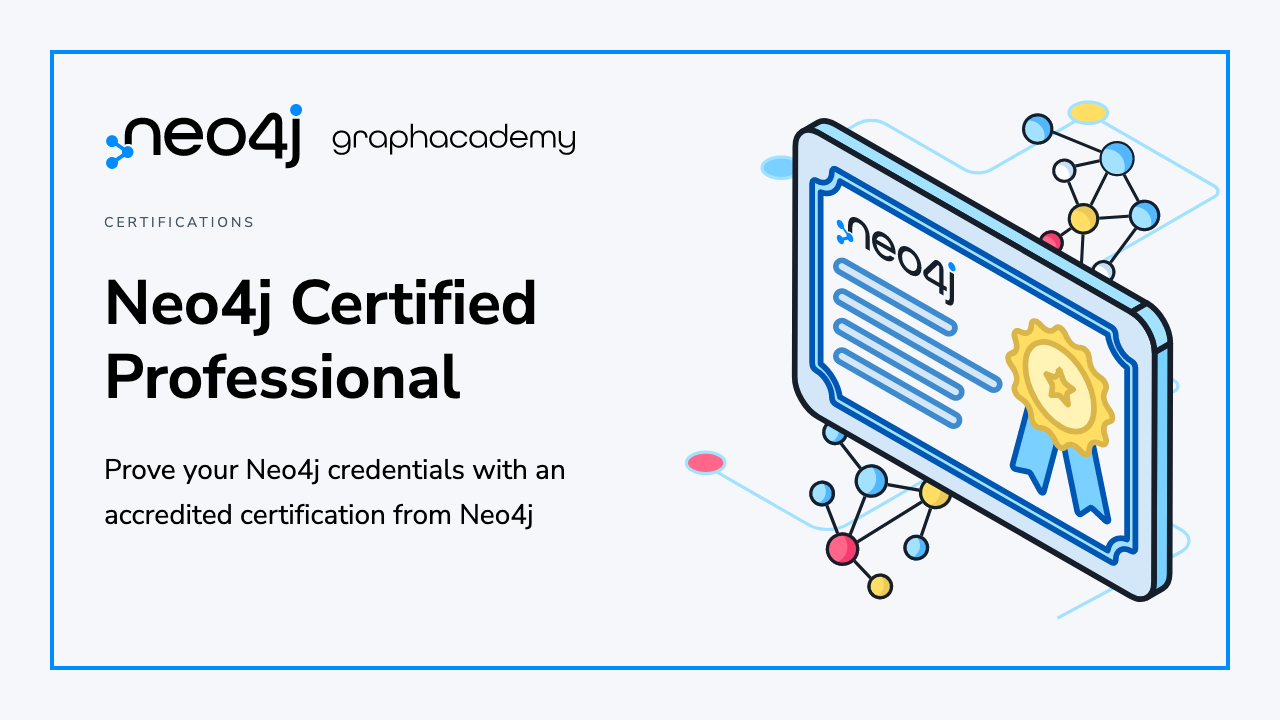 neo4j graphacademy
CERTIFICATIONS
Neo4j Certified
Professional
Prove your Neo4j credentials with an
accredited certification from Neo4j
neo4j